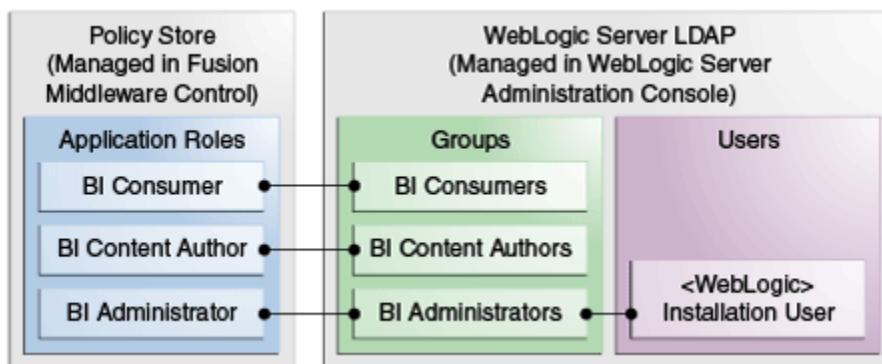 Policy Store
(Managed in Fusion
Middleware Control)
Application Roles
BI Consumer
BI Content Author
BI Administrator
WebLogic Server LDAP
(Managed in WebLogic Server
Administration Console)
Groups
BI Consumers
BI Content Authors
BI Administrators
Users
<WebLogic>
Installation User